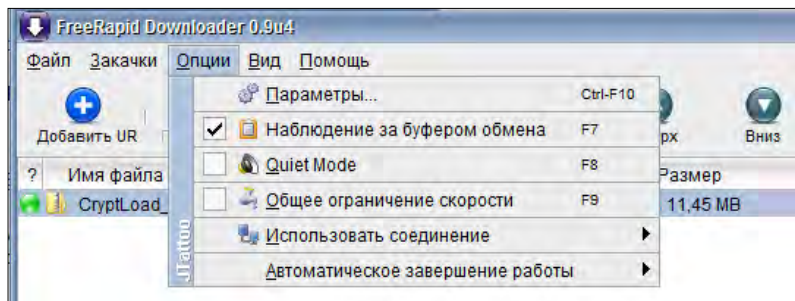 FreeRapid Downloader 0.9u4
Файл Закачки Опции Вид Помощь
Параметры... Ctrl-F10
Наблюдение за буфером обмена F7
Quiet Mode F8
Общее ограничение скорости F9
Использовать соединение
Автоматическое завершение работы
JTattoo
Добавить UR рх Вниз
? Имя файла Размер
CryptLoad_ 11,45 MB